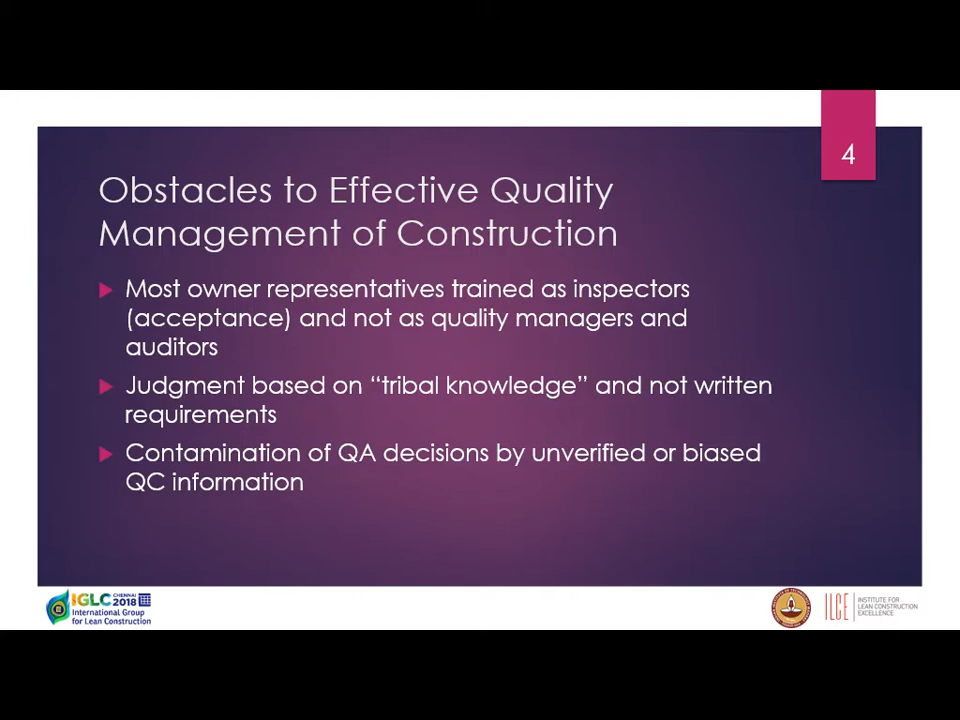 4
Obstacles to Effective Quality
Management of Construction
Most owner representatives trained as inspectors
(acceptance) and not as quality managers and
auditors
Judgment based on “tribal knowledge” and not written
requirements
Contamination of QA decisions by unverified or biased
QC information
IGLC CHENNAI 2018
International Group
for Lean Construction
ILCE
INSTITUTE FOR
LEAN CONSTRUCTION
EXCELLENCE